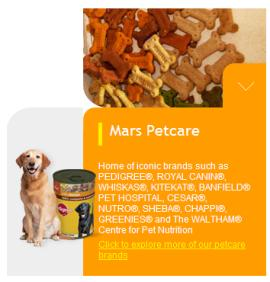 Mars Petcare
Home of iconic brands such as
PEDIGREE®, ROYAL CANIN®,
WHISKAS®, KITEKAT®, BANFIELD®
PET HOSPITAL, CESAR®,
NUTRO®, SHEBA®, CHAPPI®,
GREENIES® and The WALTHAM®
Centre for Pet Nutrition
Click to explore more of our petcare
brands